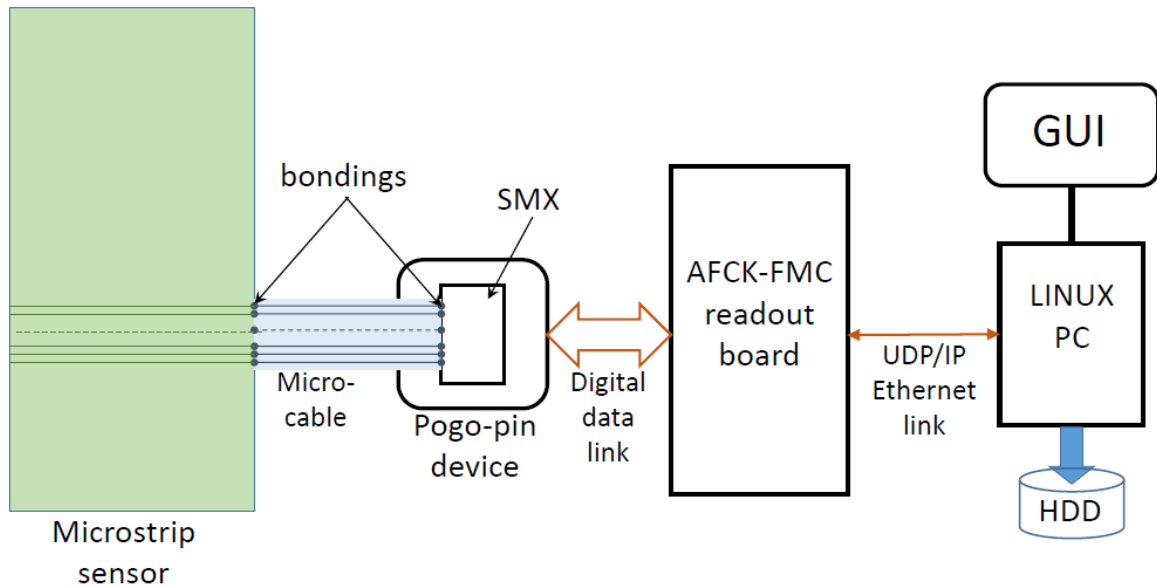 bondings
SMX
GUI
AFCK-FMC
readout
board
LINUX
PC
Micro-
cable
Pogo-pin
device
Digital
data
link
UDP/IP
Ethernet
link
HDD
Microstrip
sensor